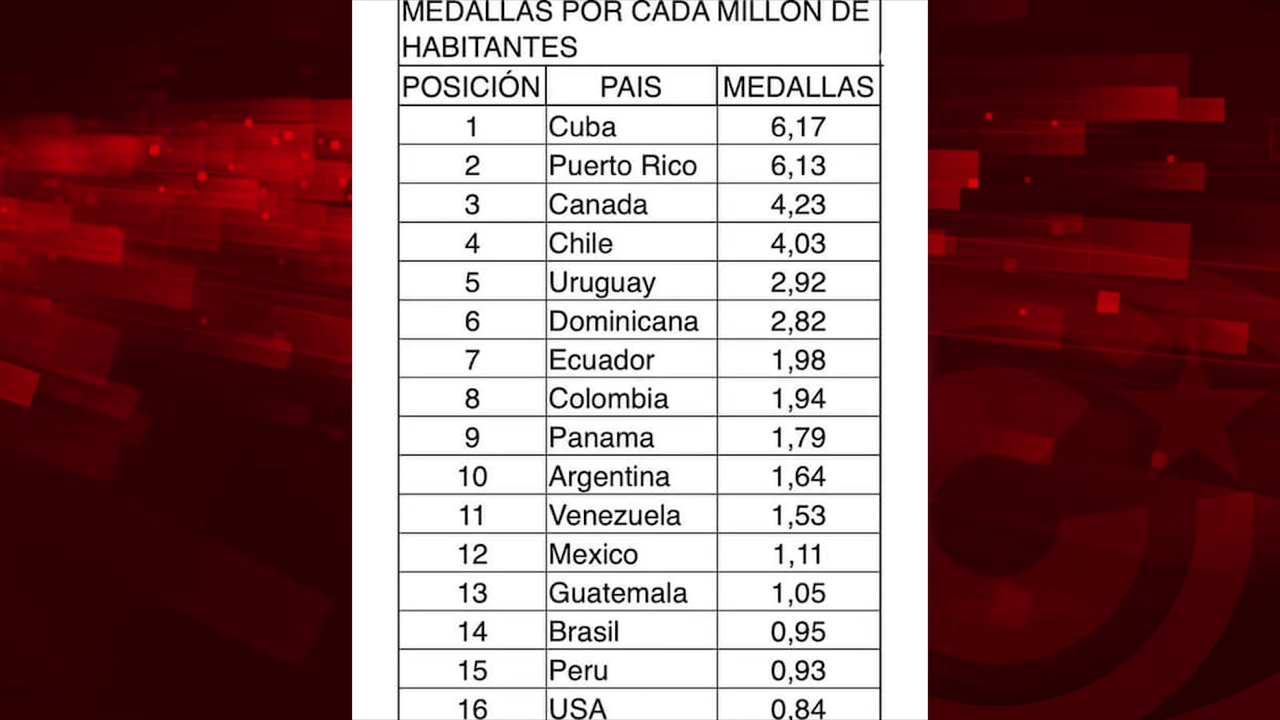 MEDALLAS POR CADA MILLON DE
HABITANTES
POSICIÓN PAIS MEDALLAS
1 Cuba 6,17
2 Puerto Rico 6,13
3 Canada 4,23
4 Chile 4,03
5 Uruguay 2,92
6 Dominicana 2,82
7 Ecuador 1,98
8 Colombia 1,94
9 Panama 1,79
10 Argentina 1,64
11 Venezuela 1,53
12 Mexico 1,11
13 Guatemala 1,05
14 Brasil 0,95
15 Peru 0,93
16 USA 0,84